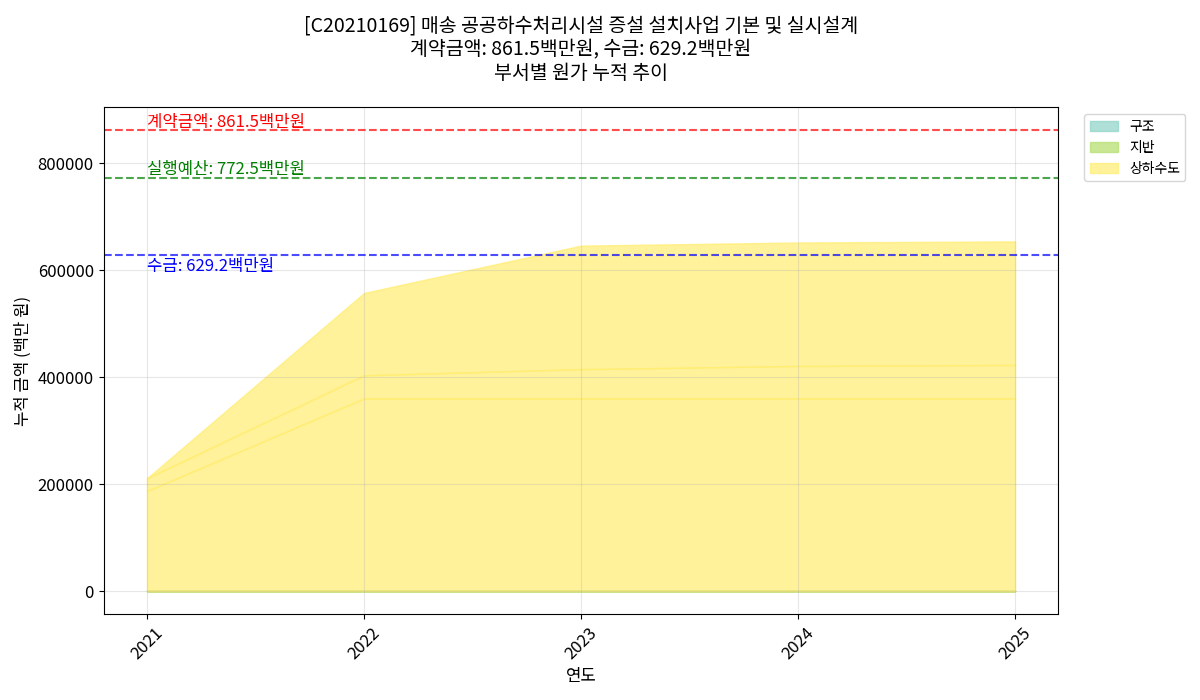 [C20210169] 매송 공공하수처리시설 증설 설치사업 기본 및 실시설계
계약금액: 861.5백만원, 수금: 629.2백만원
부서별 원가 누적 추이
계약금액: 861.5백만원
실행예산: 772.5백만원
수금: 629.2백만원
구조
지반
상하수도
누적 금액 (백만 원)
800000
600000
400000
200000
0
2021
2022
2023
2024
2025
연도